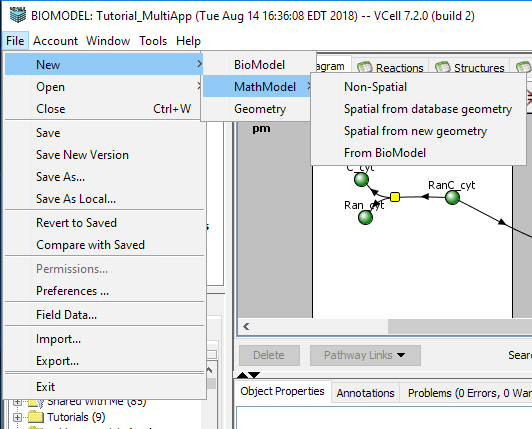 BIOMODEL: Tutorial_MultiApp (Tue Aug 14 16:36:08 EDT 2018) -- VCell 7.2.0 (build 2)
File Account Window Tools Help
New
Open
Close Ctrl+W
Save
Save New Version
Save As...
Save As Local...
Revert to Saved
Compare with Saved
Permissions...
Preferences ...
Field Data...
Import...
Export...
Exit
BioModel
MathModel
Geometry
Non-Spatial
Spatial from database geometry
Spatial from new geometry
From BioModel
agram Reactions Structures
pm
C_cyt
RanC_cyt
Ran_cyt
Delete Pathway Links Sear
Object Properties Annotations Problems (0 Errors, 0 War
Shared With Me (85)
Tutorials (9)